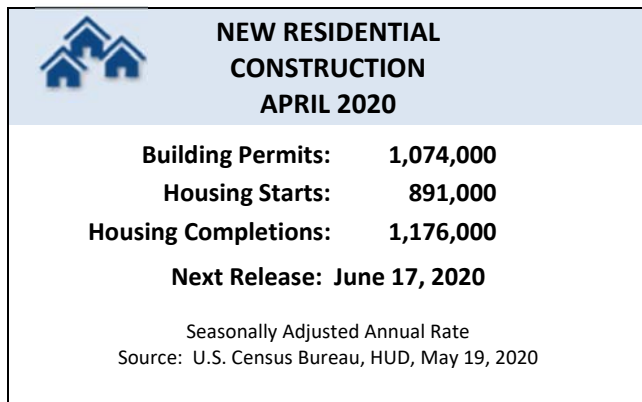 NEW RESIDENTIAL
CONSTRUCTION
APRIL 2020
Building Permits: 1,074,000
Housing Starts: 891,000
Housing Completions: 1,176,000
Next Release: June 17, 2020
Seasonally Adjusted Annual Rate
Source: U.S. Census Bureau, HUD, May 19, 2020